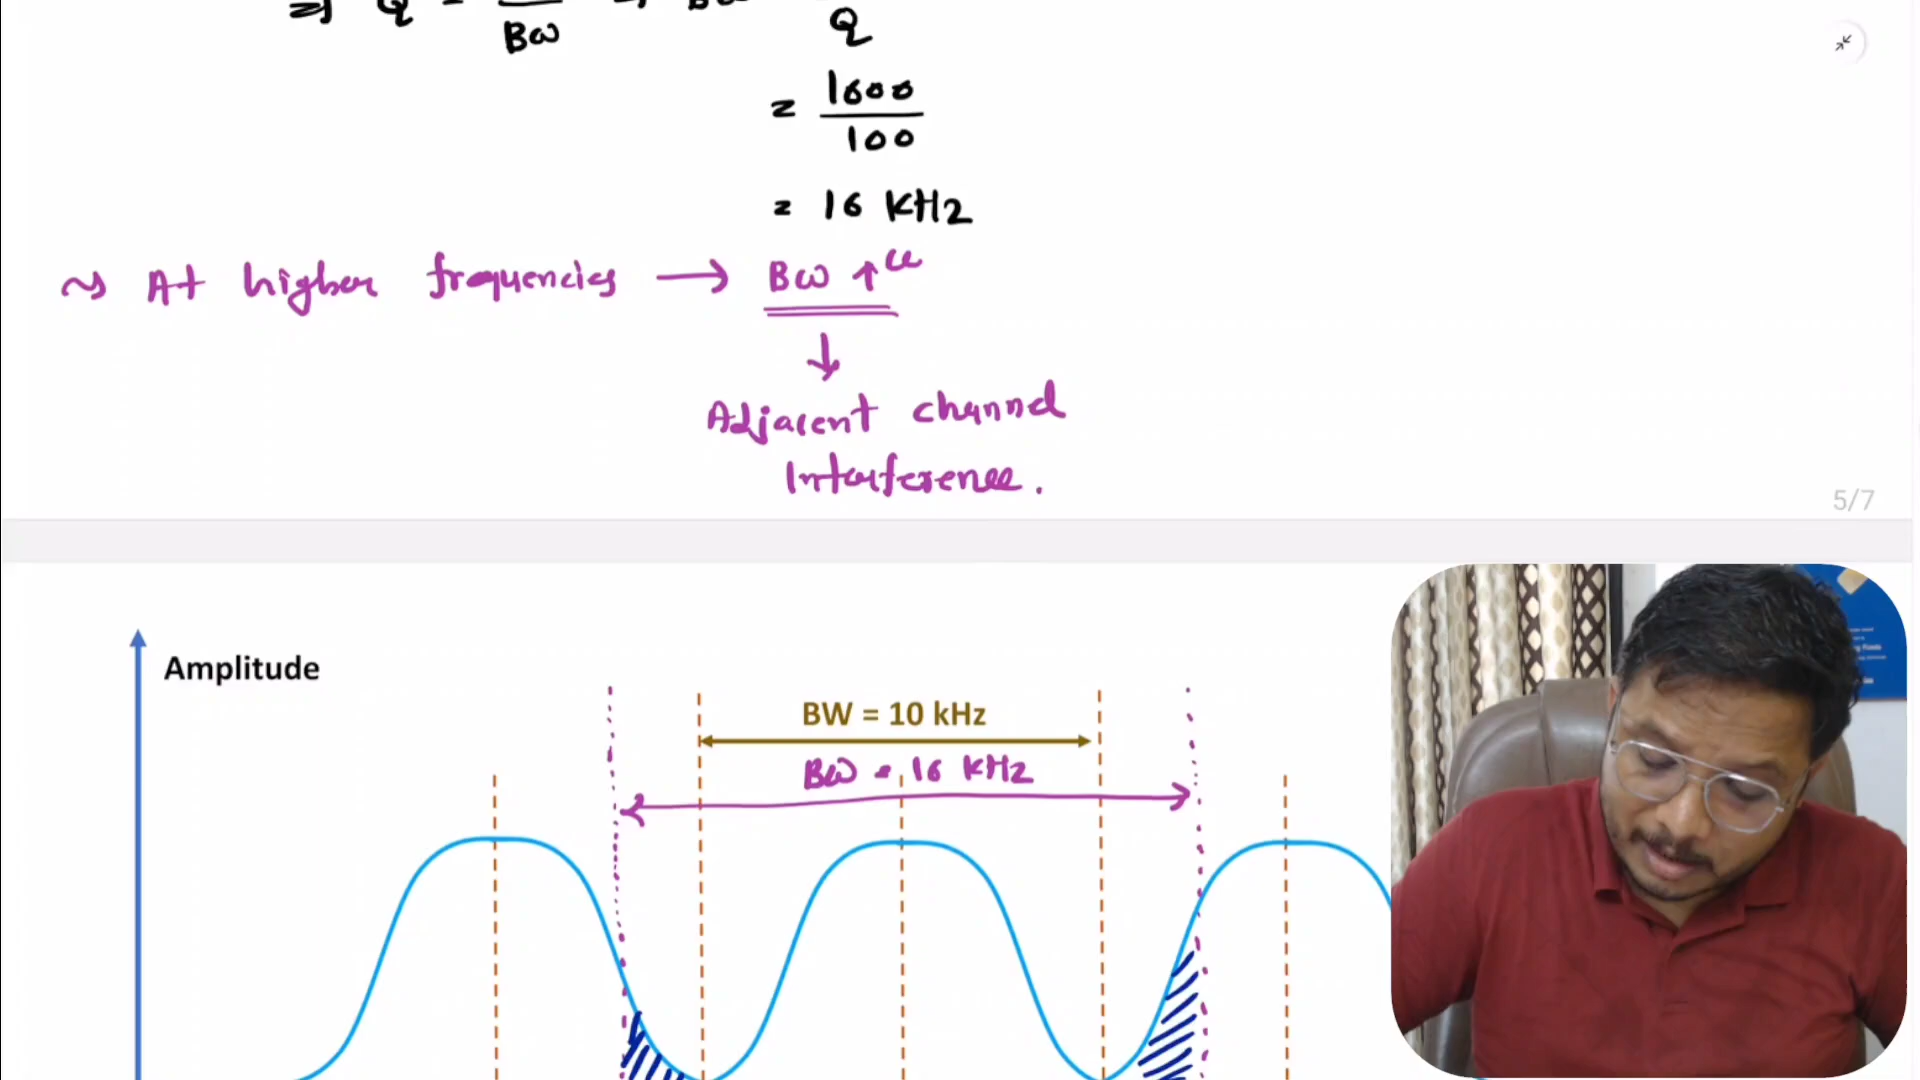 ⇒ Q =
BW
Q
= 1600
100
= 16 KHz
~> At higher frequencies → BW ↑ce
↓
Adjacent channel
Interference.
5/7
Amplitude
BW = 10 kHz
BW = 16 KHz